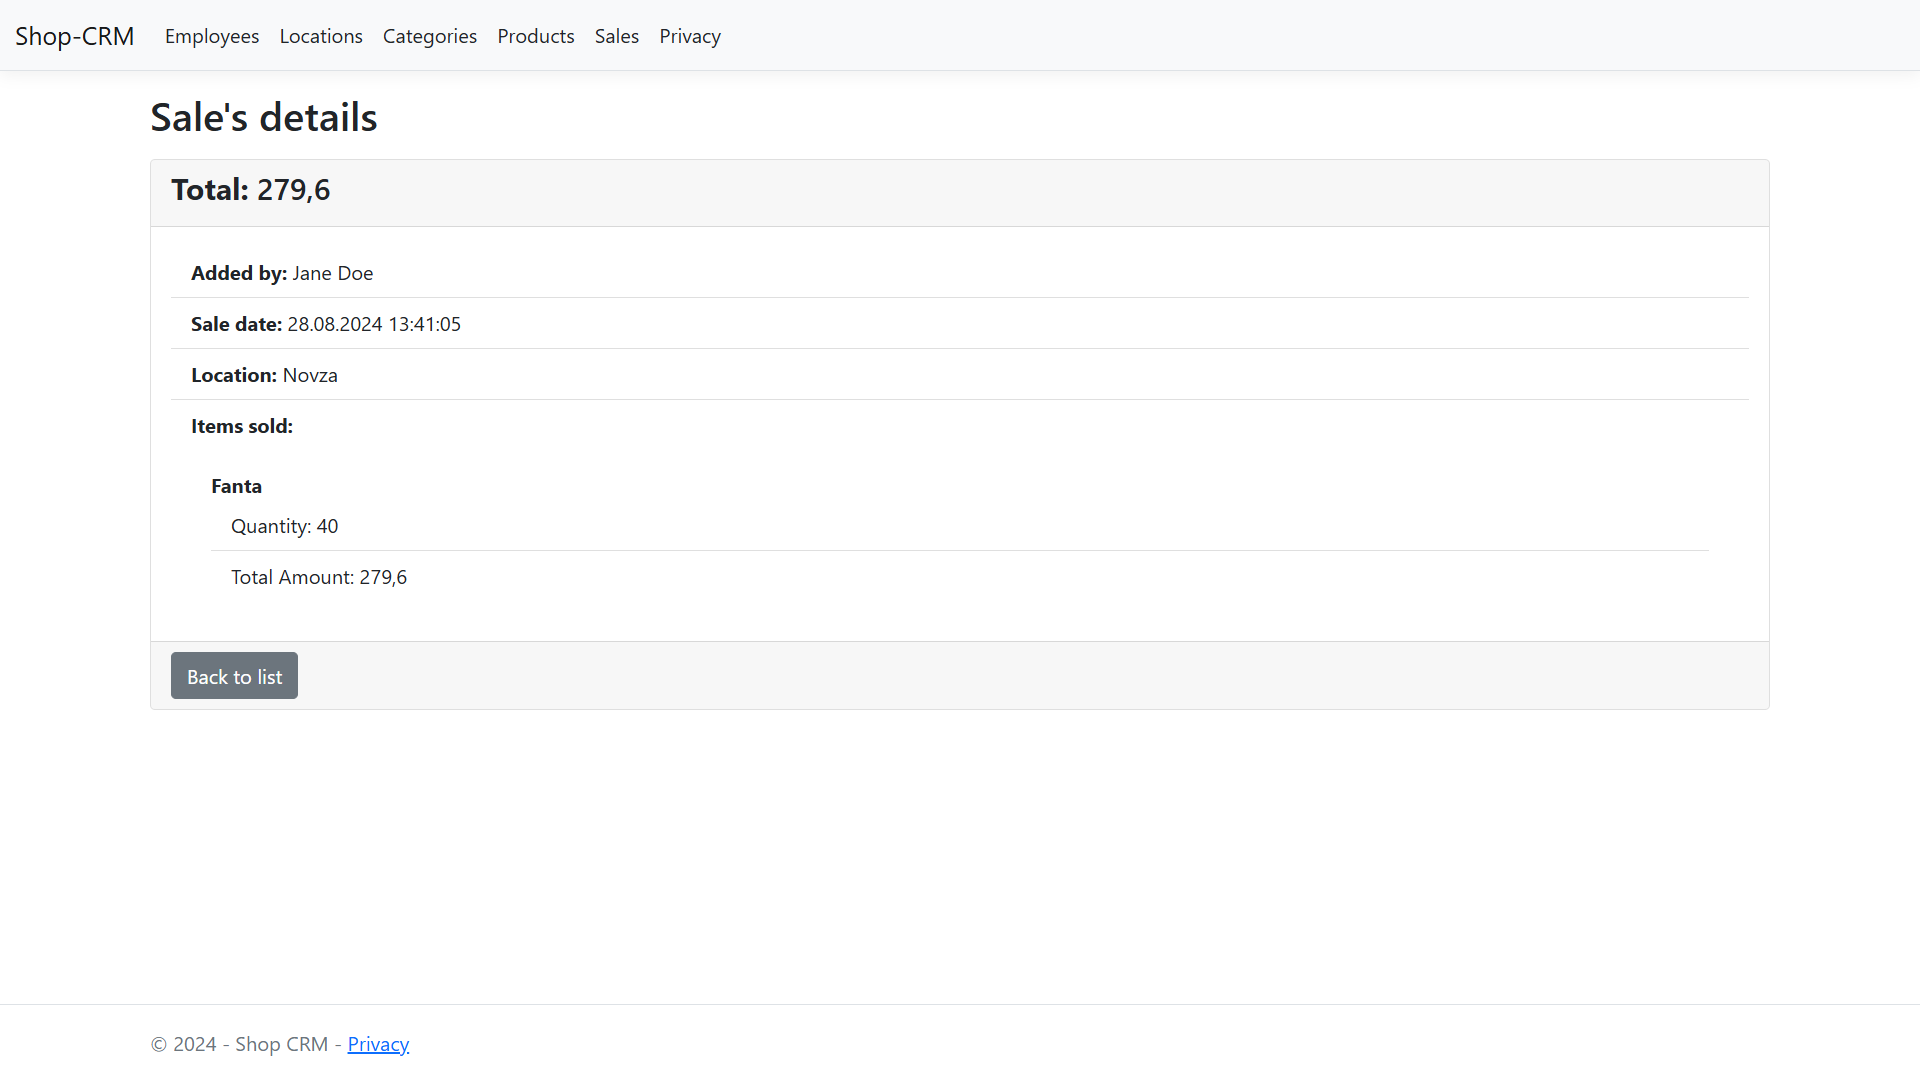 Shop-CRM Employees Locations Categories Products Sales Privacy
Sale's details
Total: 279,6
Added by: Jane Doe
Sale date: 28.08.2024 13:41:05
Location: Novza
Items sold:
Fanta
Quantity: 40
Total Amount: 279,6
Back to list
© 2024 - Shop CRM - Privacy